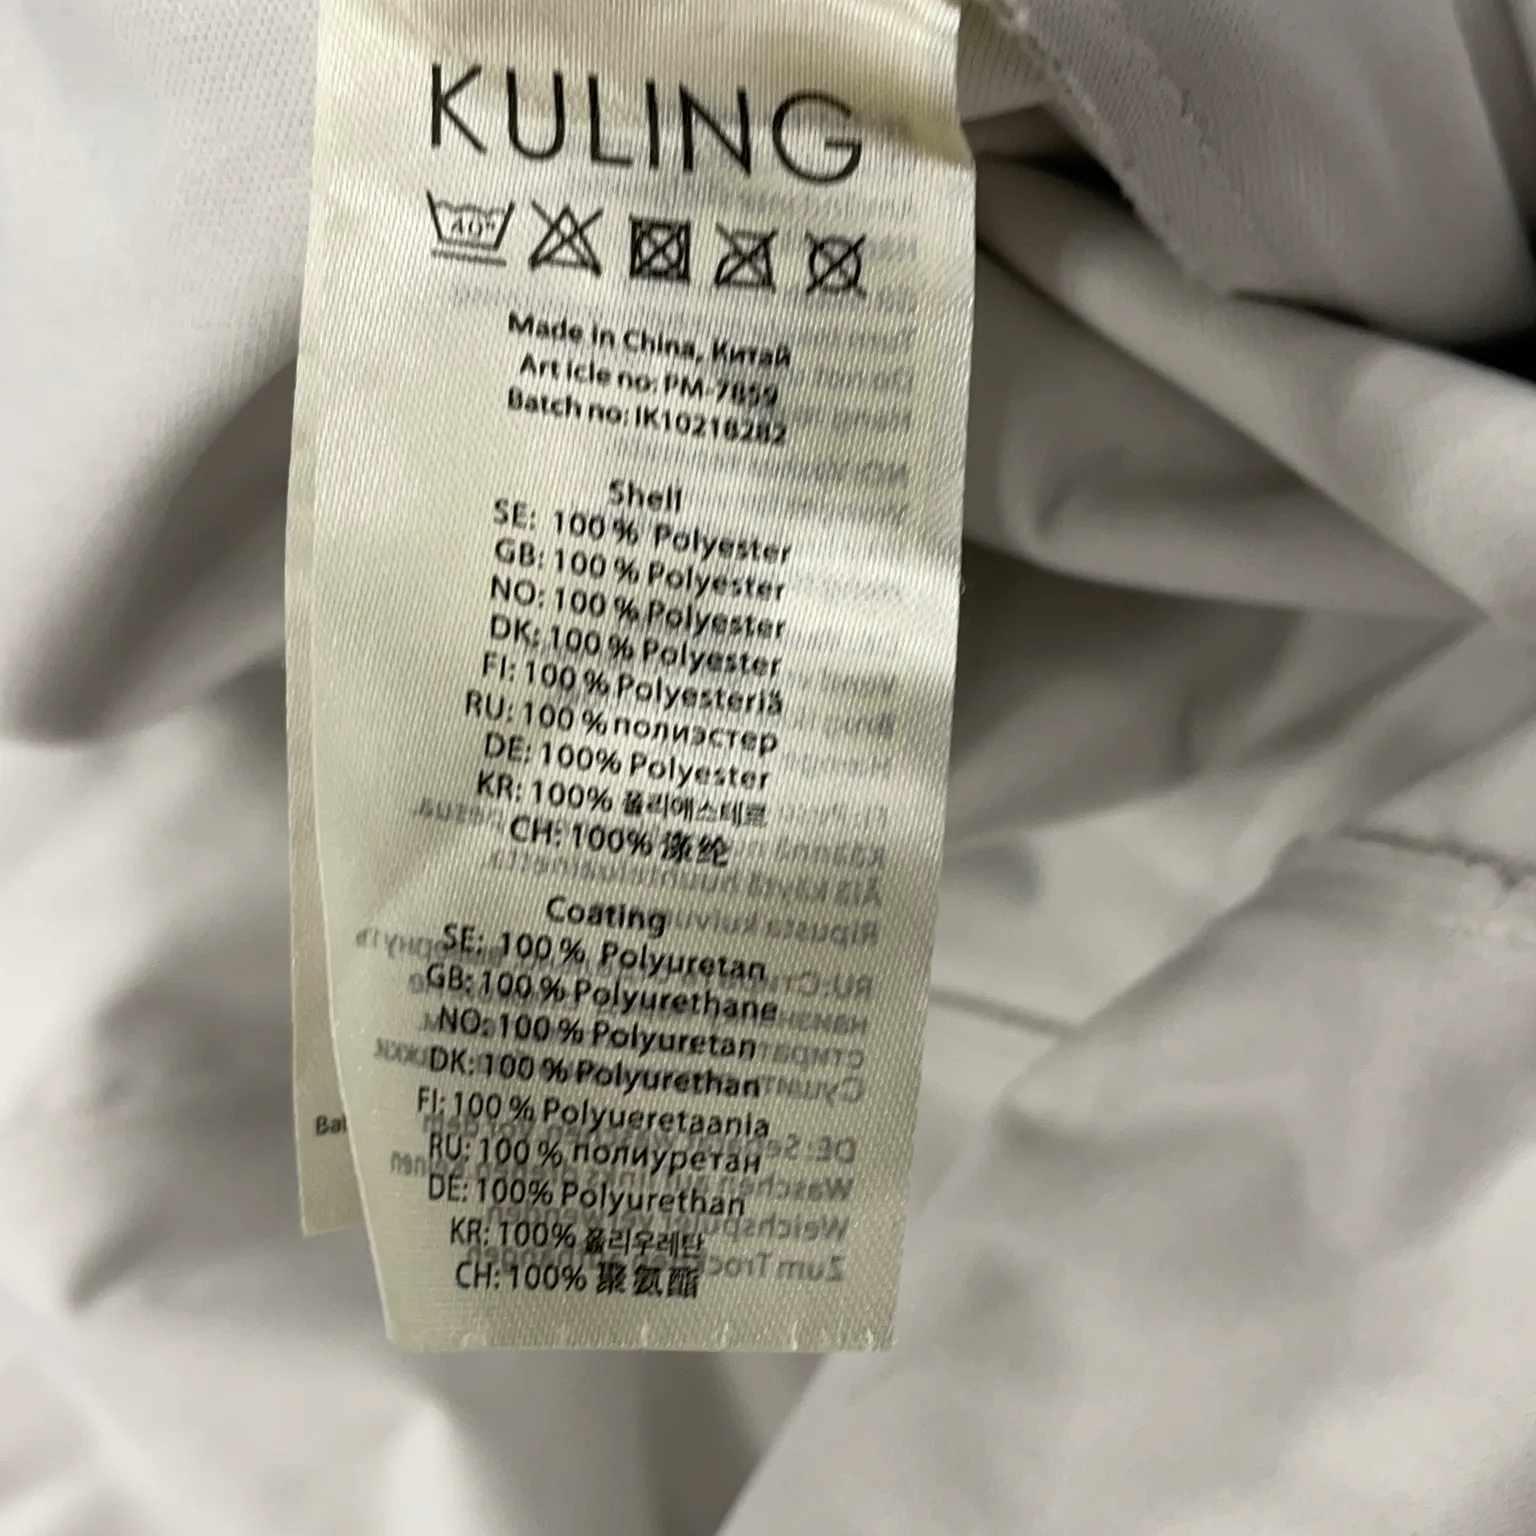 KULING
40°
Made in China, Китай
Article no: PM-7859
Batch no: IK10218282
Shell
SE: 100 % Polyester
GB: 100 % Polyester
NO: 100 % Polyester
DK: 100 % Polyester
FI: 100 % Polyesteriä
RU: 100 % полиэстер
DE: 100% Polyester
KR: 100% 폴리에스테르
CH: 100% 涤纶
Coating
SE: 100 % Polyuretan
GB: 100 % Polyurethane
NO: 100 % Polyuretan
DK: 100 % Polyurethan
FI: 100 % Polyueretaania
RU: 100 % полиуретан
DE: 100% Polyurethan
KR: 100% 폴리우레탄
CH: 100% 聚氨酯